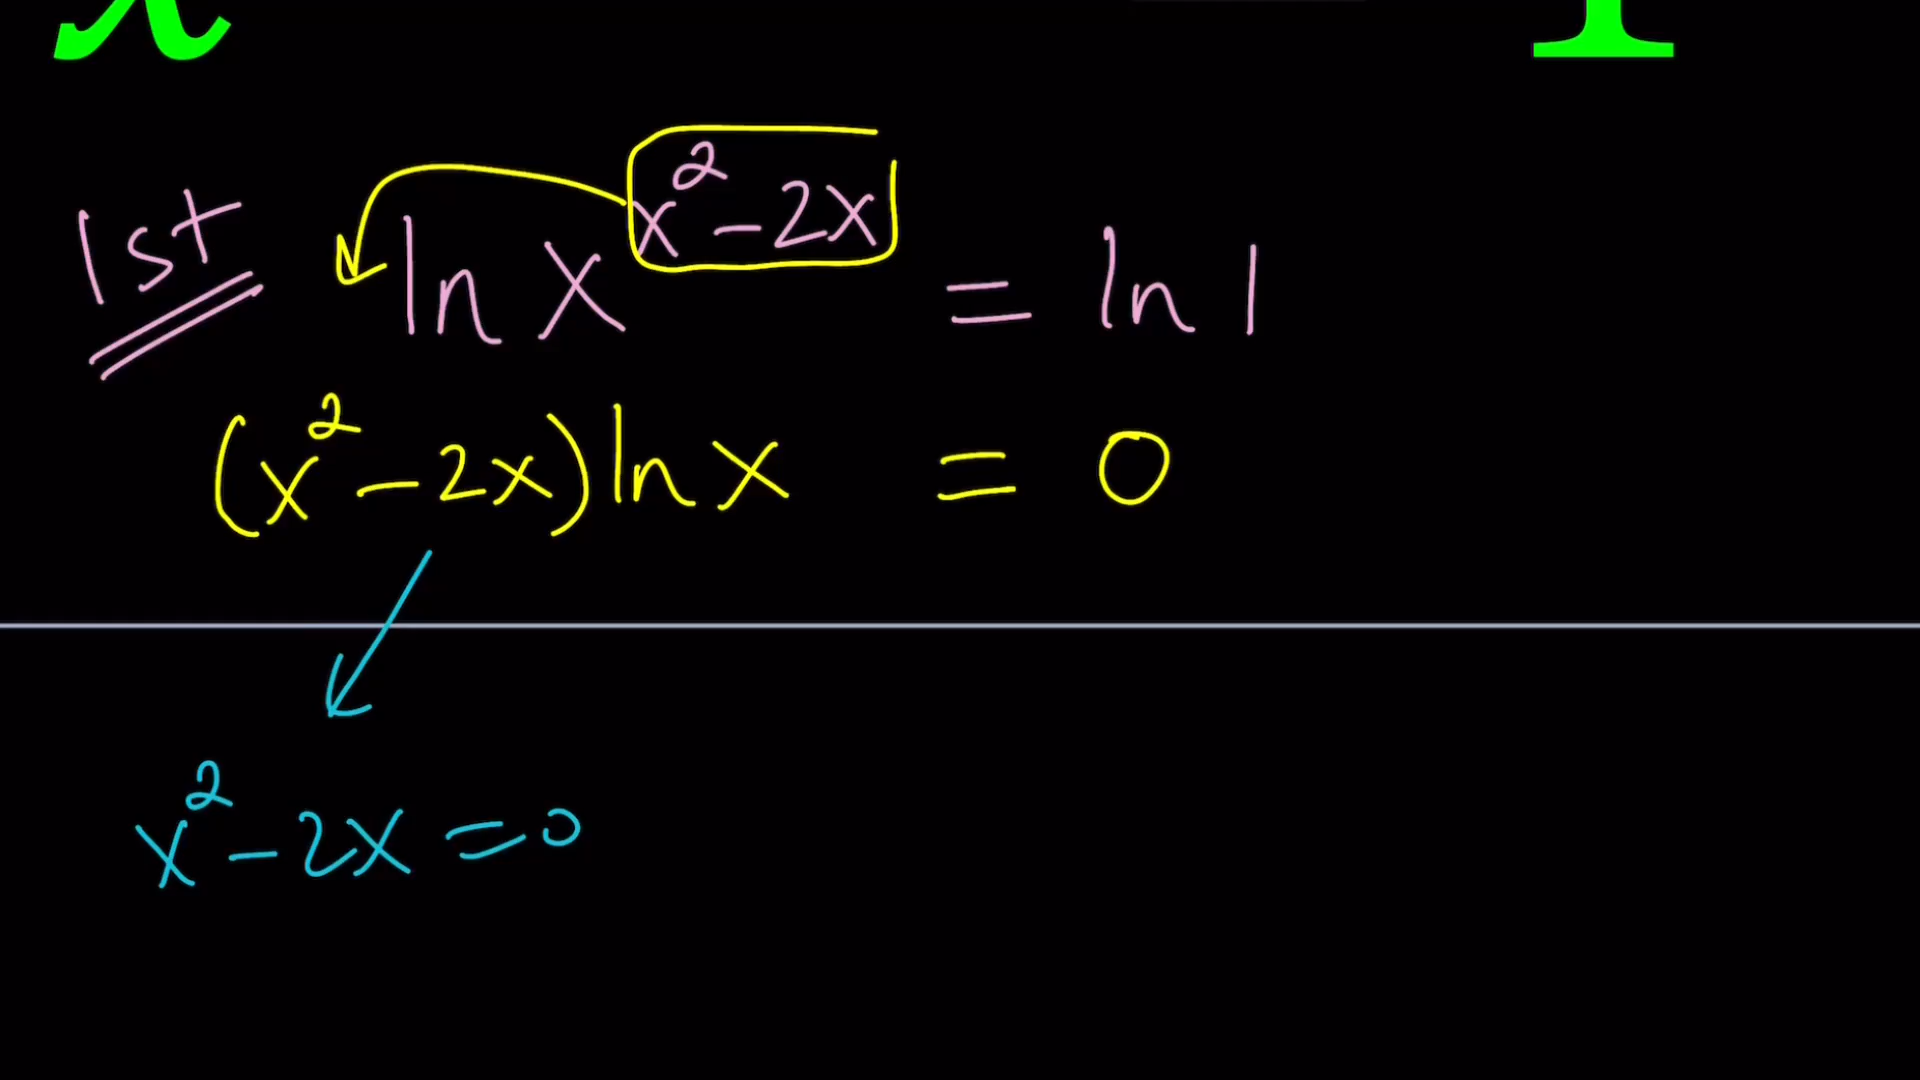 1st ln x^(x² - 2x) = ln 1
(x² - 2x) ln x = 0
x² - 2x = 0